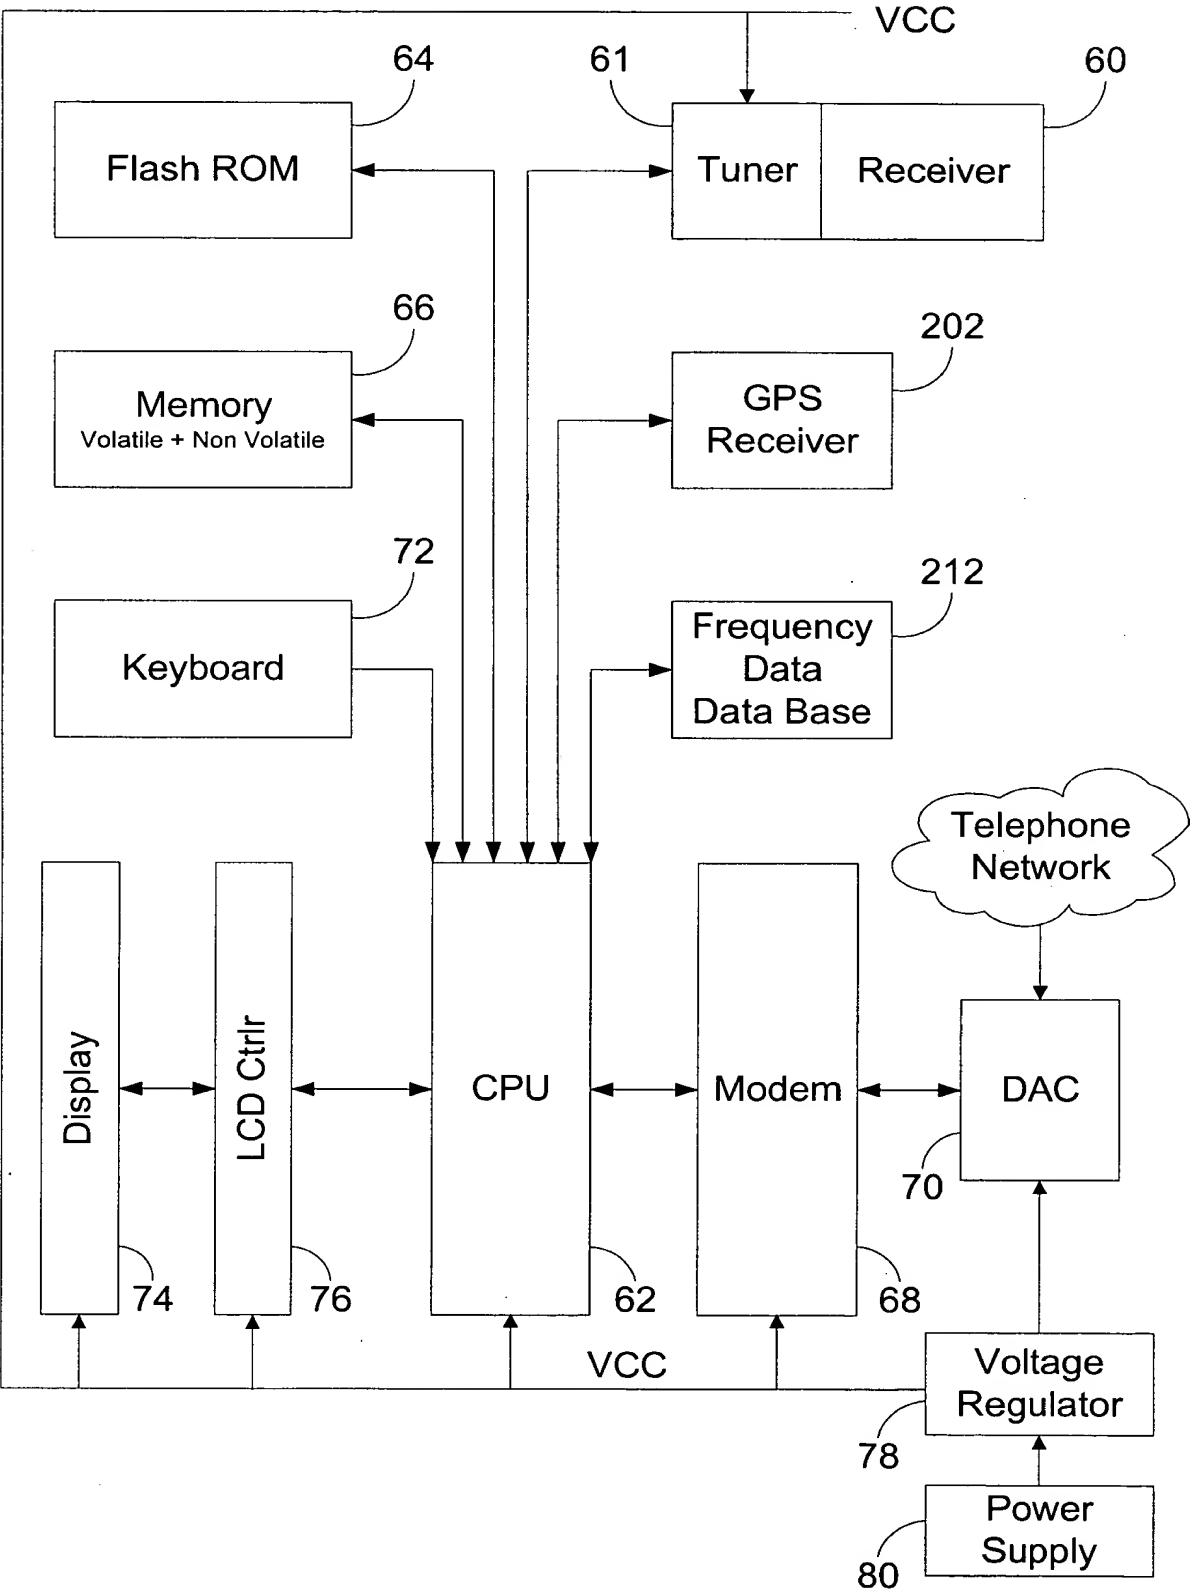 VCC
64
61
60
Flash ROM
Tuner
Receiver
66
202
Memory
Volatile + Non Volatile
GPS
Receiver
72
212
Keyboard
Frequency
Data
Data Base
Telephone
Network
Display
LCD Ctrlr
CPU
Modem
DAC
70
74
76
62
68
VCC
Voltage
Regulator
78
Power
Supply
80